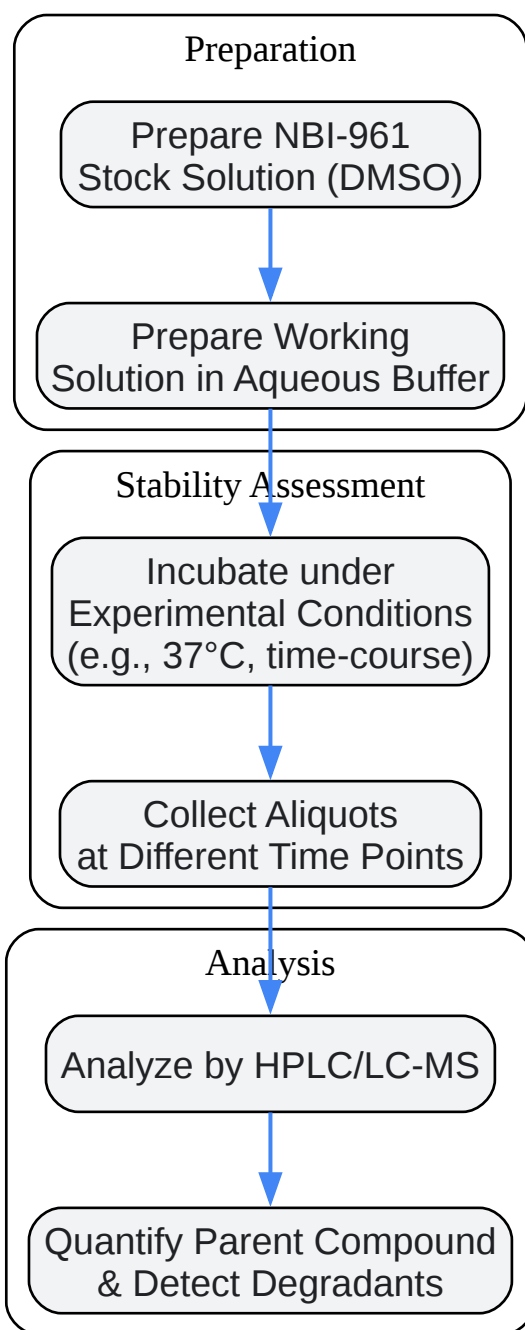 Preparation
Prepare NBI-961
Stock Solution (DMSO)
Prepare Working
Solution in Aqueous Buffer
Stability Assessment
Incubate under
Experimental Conditions
(e.g., 37°C, time-course)
Collect Aliquots
at Different Time Points
Analysis
Analyze by HPLC/LC-MS
Quantify Parent Compound
& Detect Degradants